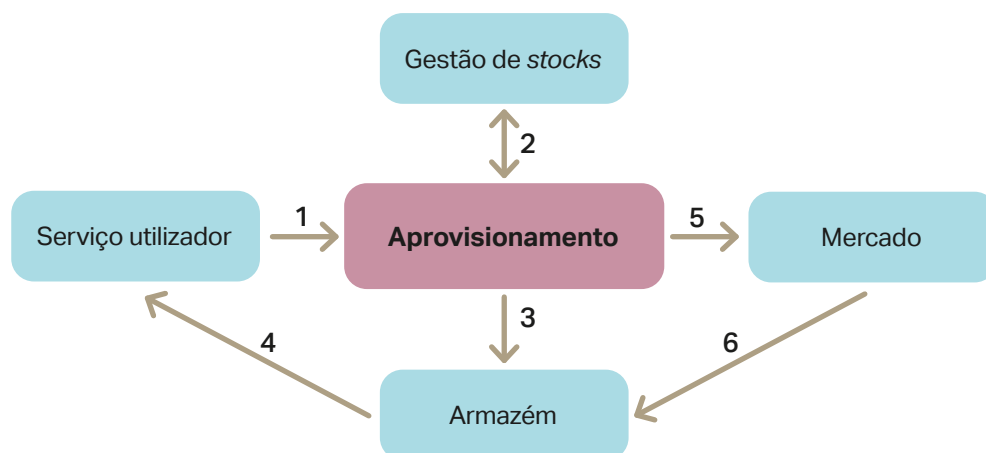 Gestão de stocks
2
Serviço utilizador
1
Aprovisionamento
5
Mercado
3
4
6
Armazém